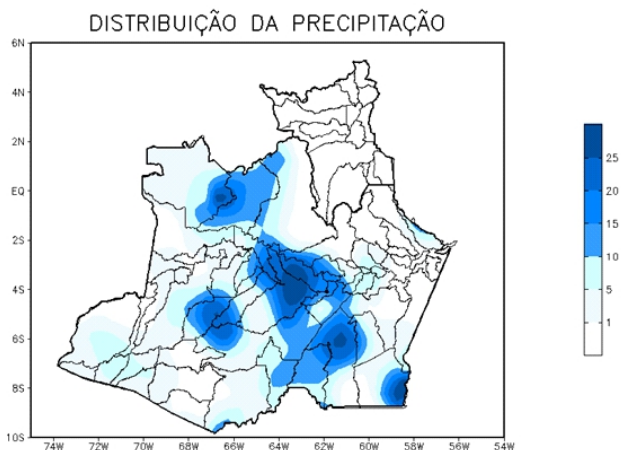 DISTRIBUIÇÃO DA PRECIPITAÇÃO
6N
4N
2N
EQ
2S
4S
6S
8S
10S
74W 72W 70W 68W 66W 64W 62W 60W 58W 56W 54W
25
20
15
10
5
1